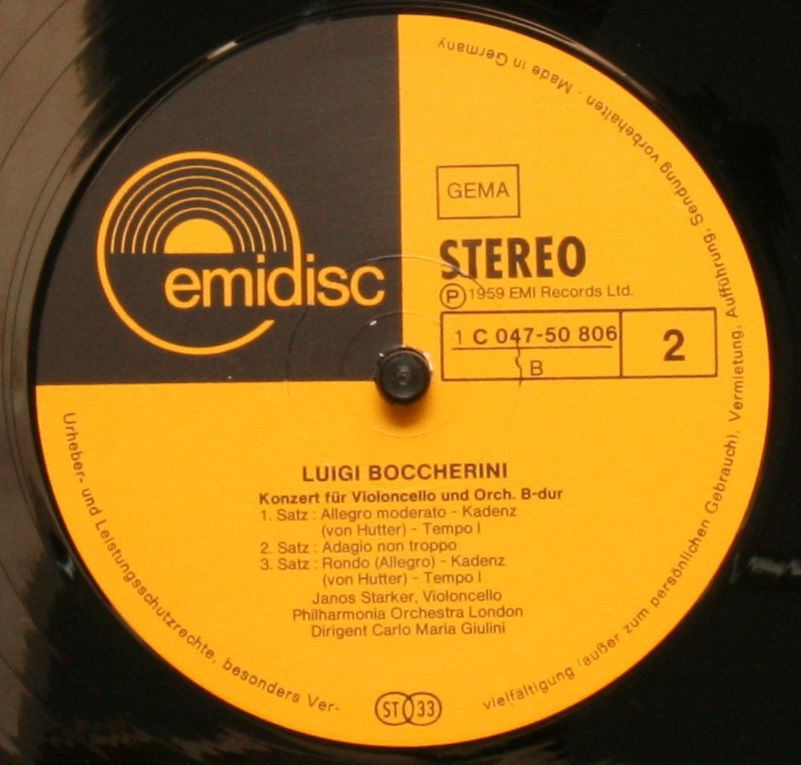 emidisc
GEMA
STEREO
Ⓟ 1959 EMI Records Ltd.
1 C 047-50 806
B
2
LUIGI BOCCHERINI
Konzert für Violoncello und Orch. B-dur
1. Satz : Allegro moderato - Kadenz
(von Hutter) - Tempo I
2. Satz : Adagio non troppo
3. Satz : Rondo (Allegro) - Kadenz
(von Hutter) - Tempo I
Janos Starker, Violoncello
Philharmonia Orchestra London
Dirigent Carlo Maria Giulini
ST 33
Urheber- und Leistungsschutzrechte, besonders Ver-
vielfältigung (außer zum persönlichen Gebrauch), Vermietung, Aufführung, Sendung vorbehalten - Made in Germany